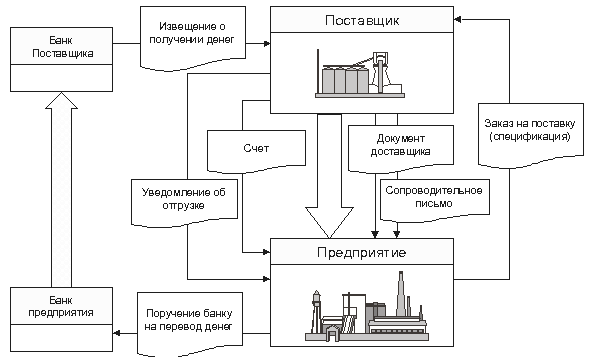 Извещение о
получении денег
Поставщик
Банк
Поставщика
Заказ на поставку
(спецификация)
Счет
Документ
доставщика
Уведомление об
отгрузке
Сопроводительное
письмо
Предприятие
Банк
предприятия
Поручение банку
на перевод денег